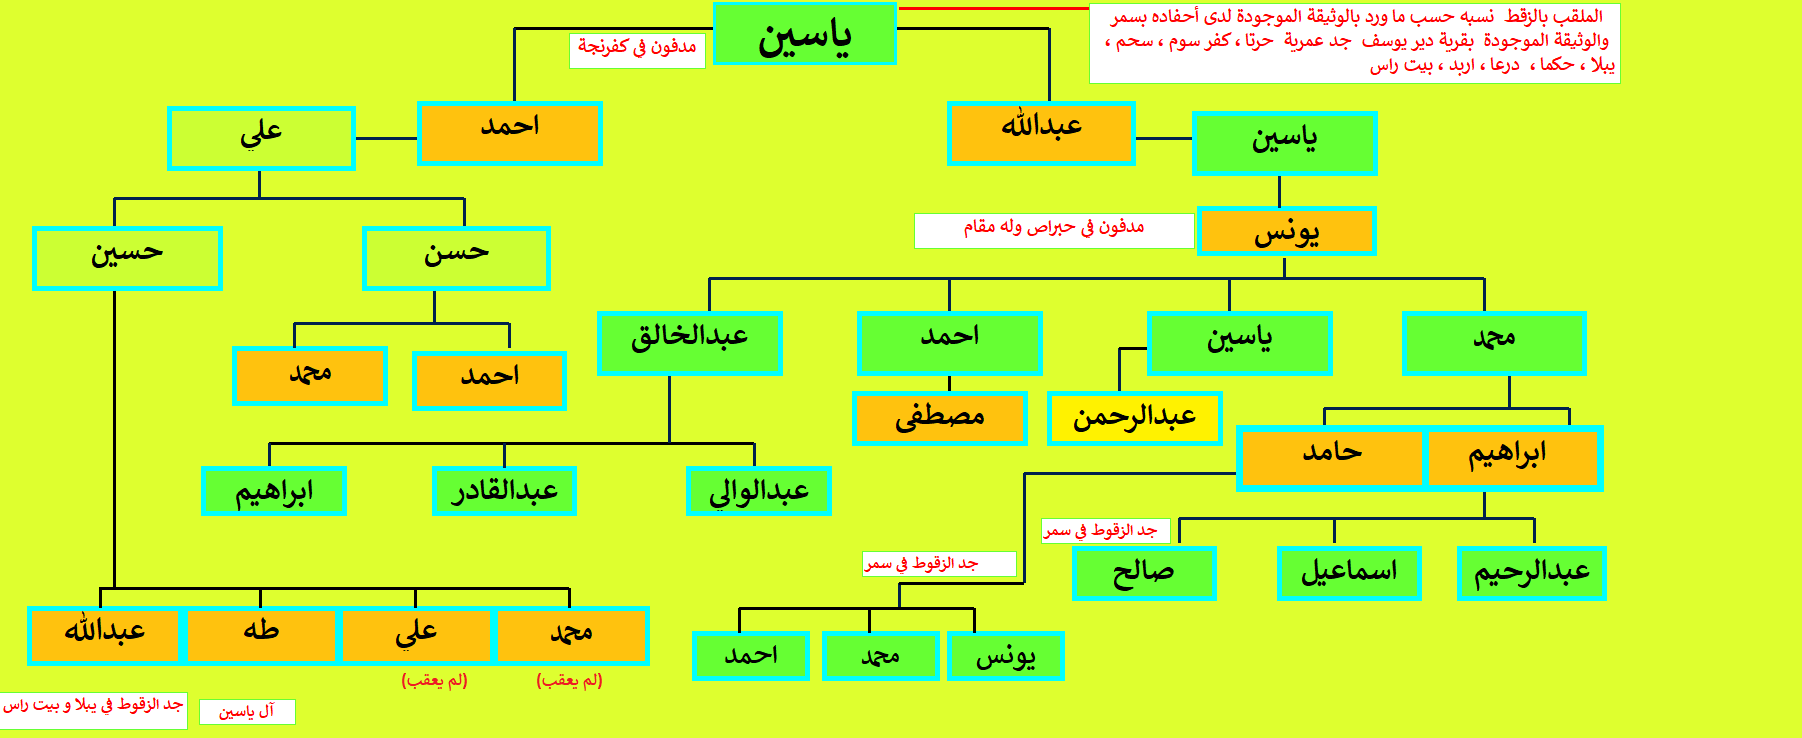 ياسين
الملقب بالزقط نسبه حسب ما ورد بالوثيقة الموجودة لدى أحفاده بسمر
والوثيقة الموجودة بقرية دير يوسف جد عمرية حرتا ، كفر سوم ، سحم ،
يبلا ، حكما ، درعا ، اربد ، بيت راس
مدفون في كفرنجة
عبدالله
احمد
ياسين
علي
يونس
مدفون في حبراص وله مقام
حسن
حسين
محمد
ياسين
احمد
عبدالخالق
احمد
محمد
عبدالرحمن
مصطفى
ابراهيم
حامد
عبدالوالي
عبدالقادر
ابراهيم
جد الزقوط في سمر
عبدالرحيم
اسماعيل
صالح
جد الزقوط في سمر
يونس
محمد
احمد
محمد
علي
طه
عبدالله
(لم يعقب)
(لم يعقب)
آل ياسين
جد الزقوط في يبلا و بيت راس